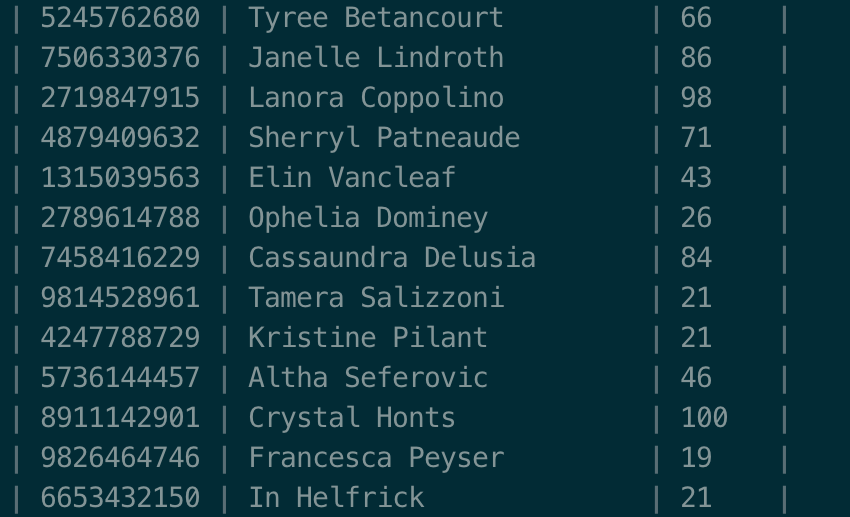 | 5245762680 | Tyree Betancourt | 66 |
| 7506330376 | Janelle Lindroth | 86 |
| 2719847915 | Lanora Coppolino | 98 |
| 4879409632 | Sherryl Patneaude | 71 |
| 1315039563 | Elin Vancleaf | 43 |
| 2789614788 | Ophelia Dominey | 26 |
| 7458416229 | Cassaundra Delusia | 84 |
| 9814528961 | Tamera Salizzoni | 21 |
| 4247788729 | Kristine Pilant | 21 |
| 5736144457 | Altha Seferovic | 46 |
| 8911142901 | Crystal Honts | 100 |
| 9826464746 | Francesca Peyser | 19 |
| 6653432150 | In Helfrick | 21 |